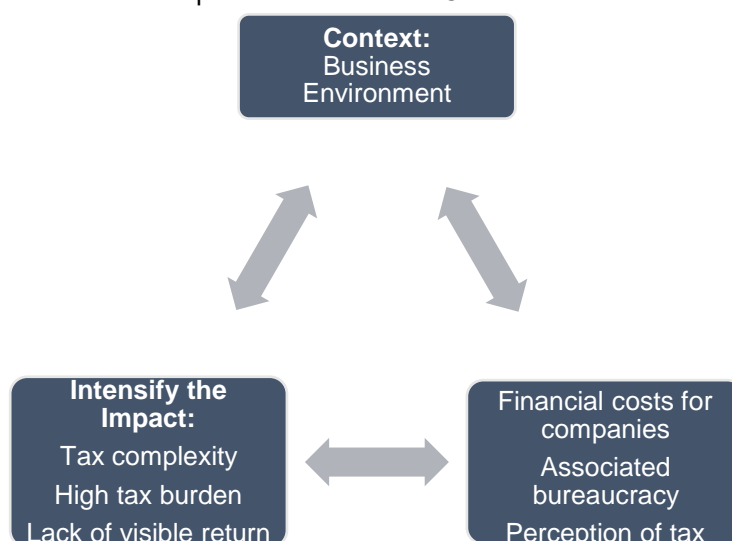 Context:
Business
Environment
Intensify the
Impact:
Tax complexity
High tax burden
Lack of visible return
Financial costs for
companies
Associated
bureaucracy
Perception of tax